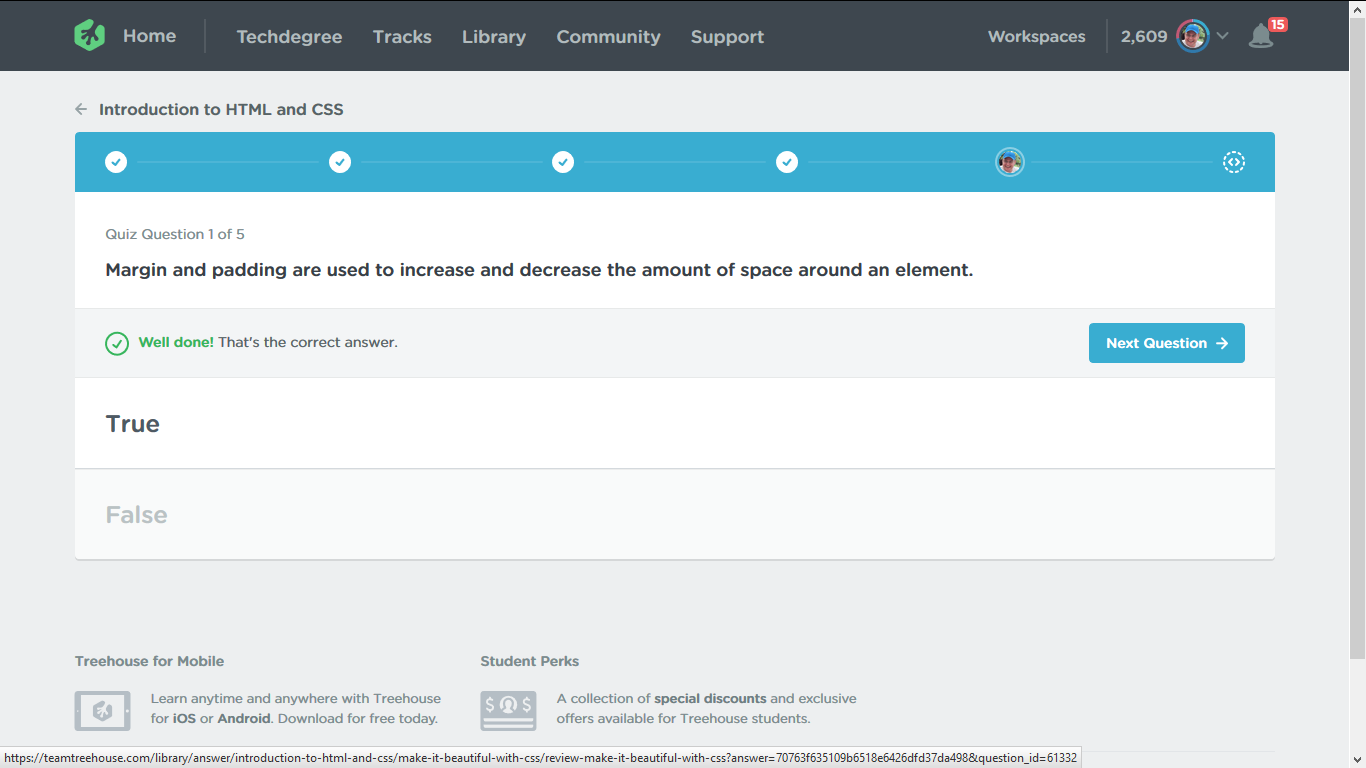 Home Techdegree Tracks Library Community Support Workspaces 2,609 15
← Introduction to HTML and CSS
Quiz Question 1 of 5
Margin and padding are used to increase and decrease the amount of space around an element.
Well done! That's the correct answer. Next Question →
True
False
Treehouse for Mobile Student Perks
Learn anytime and anywhere with Treehouse A collection of special discounts and exclusive
for iOS or Android. Download for free today. offers available for Treehouse students.
https://teamtreehouse.com/library/answer/introduction-to-html-and-css/make-it-beautiful-with-css/review-make-it-beautiful-with-css?answer=70763f635109b6518e6426dfd37da498&question_id=61332